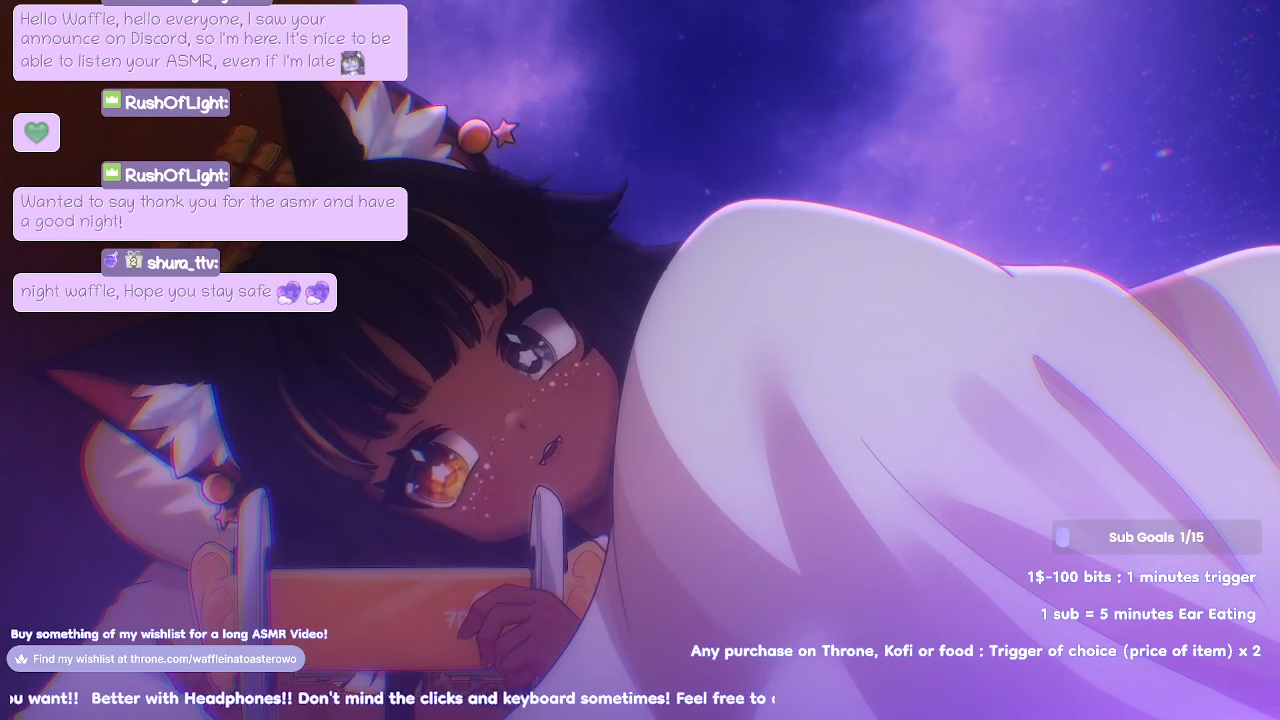 Hello Waffle, hello everyone, I saw your
announce on Discord, so I'm here. It's nice to be
able to listen your ASMR, even if I'm late
RushOfLight:
RushOfLight:
Wanted to say thank you for the asmr and have
a good night!
shura_ttv:
night waffle, Hope you stay safe
Sub Goals 1/15
1$-100 bits : 1 minutes trigger
1 sub = 5 minutes Ear Eating
Any purchase on Throne, Kofi or food : Trigger of choice (price of item) x 2
Buy something of my wishlist for a long ASMR Video!
Find my wishlist at throne.com/waffleinatoasterowo
ou want!! Better with Headphones!! Don't mind the clicks and keyboard sometimes! Feel free to